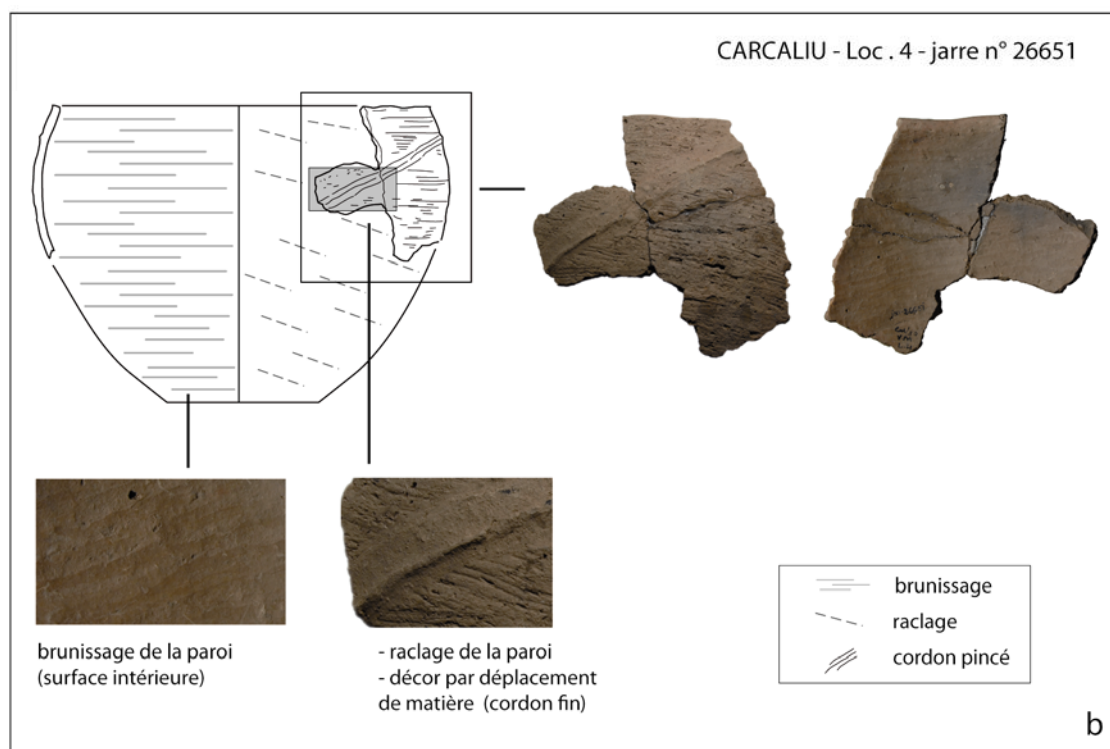 CARCALIU - Loc . 4 - jarre n° 26651
brunissage de la paroi
(surface intérieure)
- raclage de la paroi
- décor par déplacement
de matière (cordon fin)
brunissage
raclage
cordon pincé
b